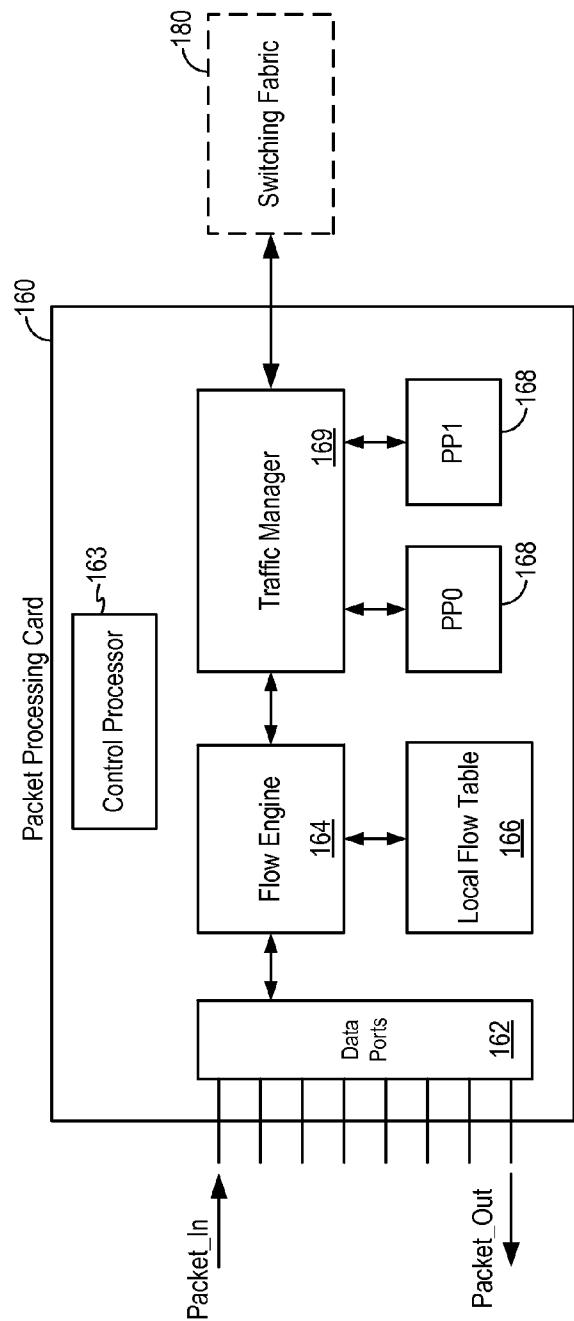 Packet Processing Card
160
180
Control Processor
163
Switching Fabric
Packet_In
Packet_Out
Data
Ports
162
Flow Engine
164
Traffic Manager
169
Local Flow Table
166
PP0
168
PP1
168